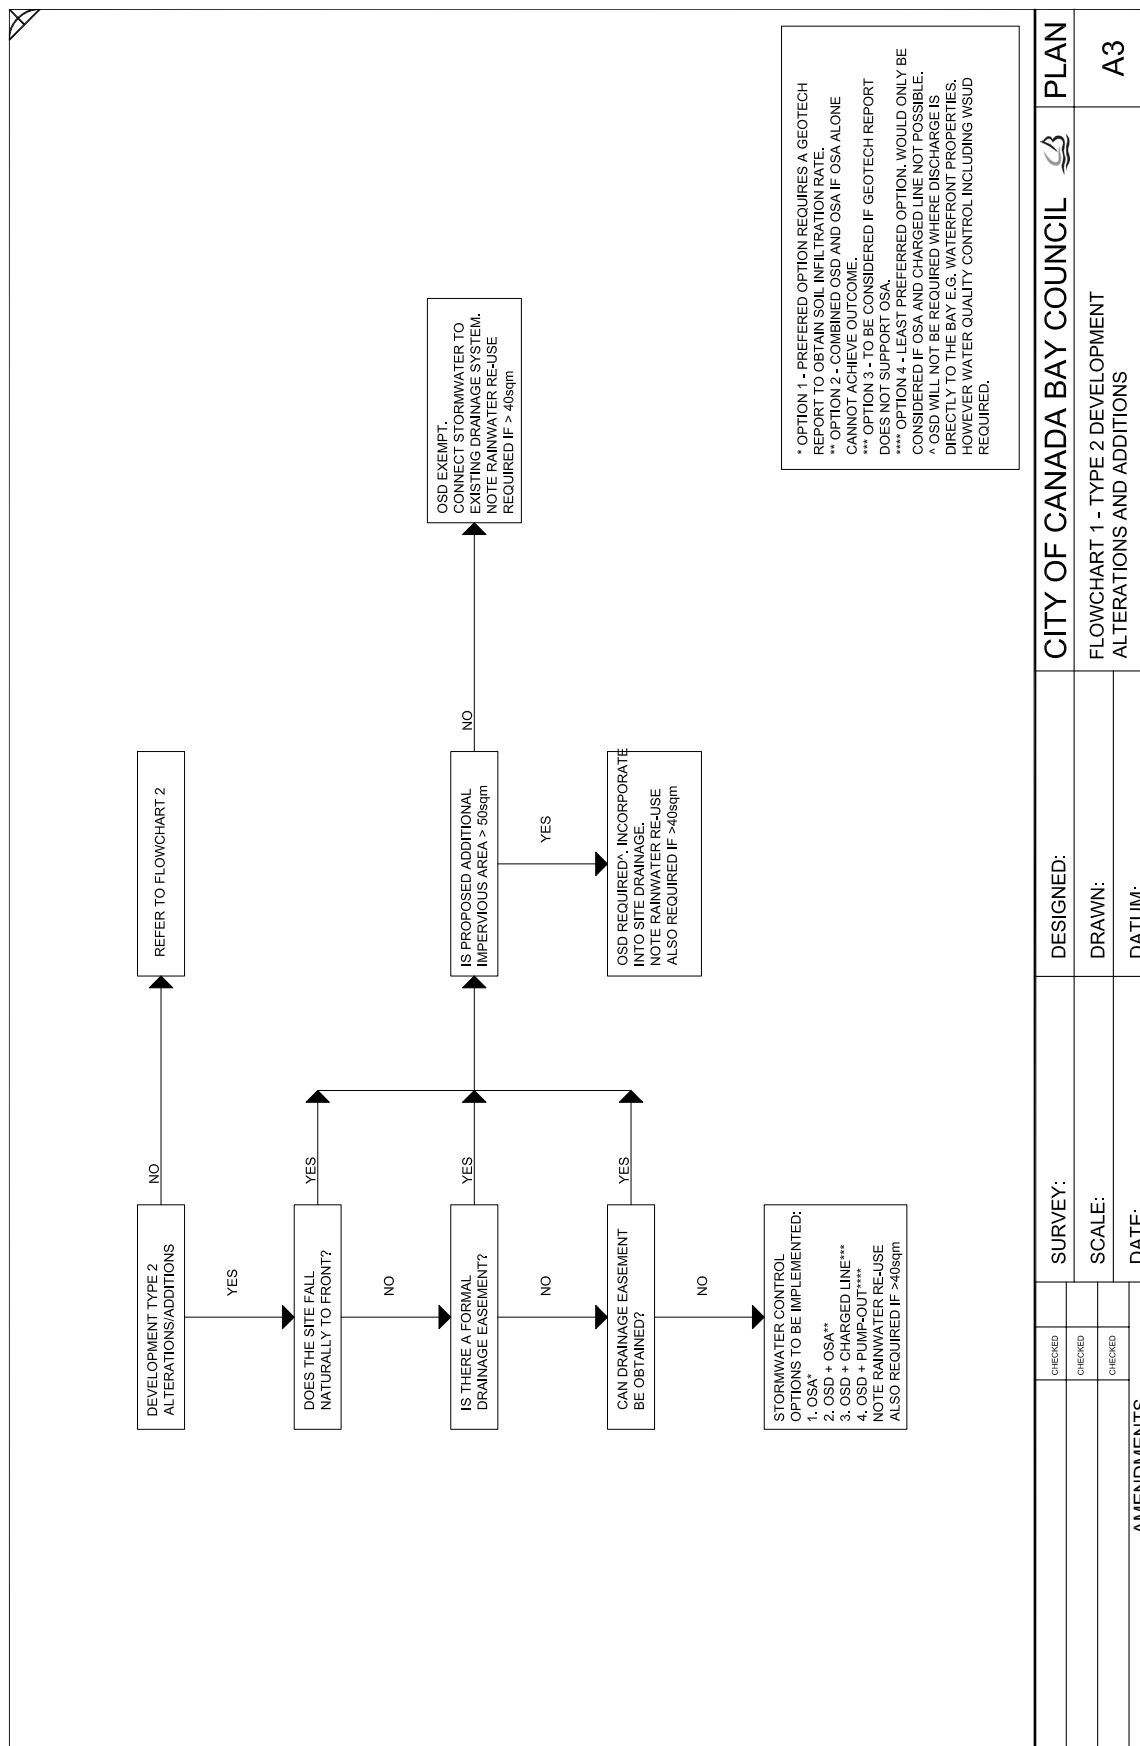 DEVELOPMENT TYPE 2
ALTERATIONS/ADDITIONS
NO
REFER TO FLOWCHART 2
YES
DOES THE SITE FALL
NATURALLY TO FRONT?
YES
NO
IS THERE A FORMAL
DRAINAGE EASEMENT?
YES
IS PROPOSED ADDITIONAL
IMPERVIOUS AREA > 50sqm
NO
OSD EXEMPT.
CONNECT STORMWATER TO
EXISTING DRAINAGE SYSTEM.
NOTE RAINWATER RE-USE
REQUIRED IF > 40sqm
NO
YES
CAN DRAINAGE EASEMENT
BE OBTAINED?
YES
OSD REQUIRED^. INCORPORATE
INTO SITE DRAINAGE.
NOTE RAINWATER RE-USE
ALSO REQUIRED IF >40sqm
NO
STORMWATER CONTROL
OPTIONS TO BE IMPLEMENTED:
1. OSA*
2. OSD + OSA**
3. OSD + CHARGED LINE***
4. OSD + PUMP-OUT****
NOTE RAINWATER RE-USE
ALSO REQUIRED IF >40sqm
* OPTION 1 - PREFERED OPTION REQUIRES A GEOTECH
REPORT TO OBTAIN SOIL INFILTRATION RATE.
** OPTION 2 - COMBINED OSD AND OSA IF OSA ALONE
CANNOT ACHIEVE OUTCOME.
*** OPTION 3 - TO BE CONSIDERED IF GEOTECH REPORT
DOES NOT SUPPORT OSA.
**** OPTION 4 - LEAST PREFERRED OPTION. WOULD ONLY BE
CONSIDERED IF OSA AND CHARGED LINE NOT POSSIBLE.
^ OSD WILL NOT BE REQUIRED WHERE DISCHARGE IS
DIRECTLY TO THE BAY E.G. WATERFRONT PROPERTIES.
HOWEVER WATER QUALITY CONTROL INCLUDING WSUD
REQUIRED.
CHECKED
CHECKED
CHECKED
AMENDMENTS
SURVEY:
SCALE:
DATE:
DESIGNED:
DRAWN:
DATUM:
CITY OF CANADA BAY COUNCIL
PLAN
FLOWCHART 1 - TYPE 2 DEVELOPMENT
ALTERATIONS AND ADDITIONS
A3